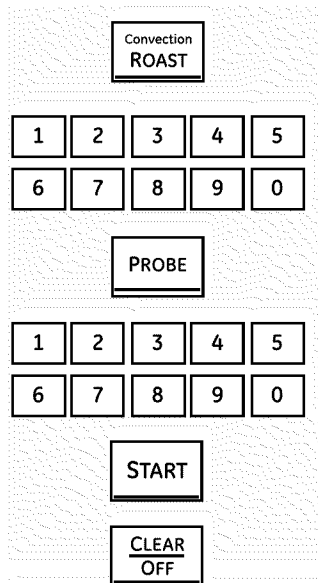 Convection
ROAST
1 2 3 4 5
6 7 8 9 0
PROBE
1 2 3 4 5
6 7 8 9 0
START
CLEAR
OFF